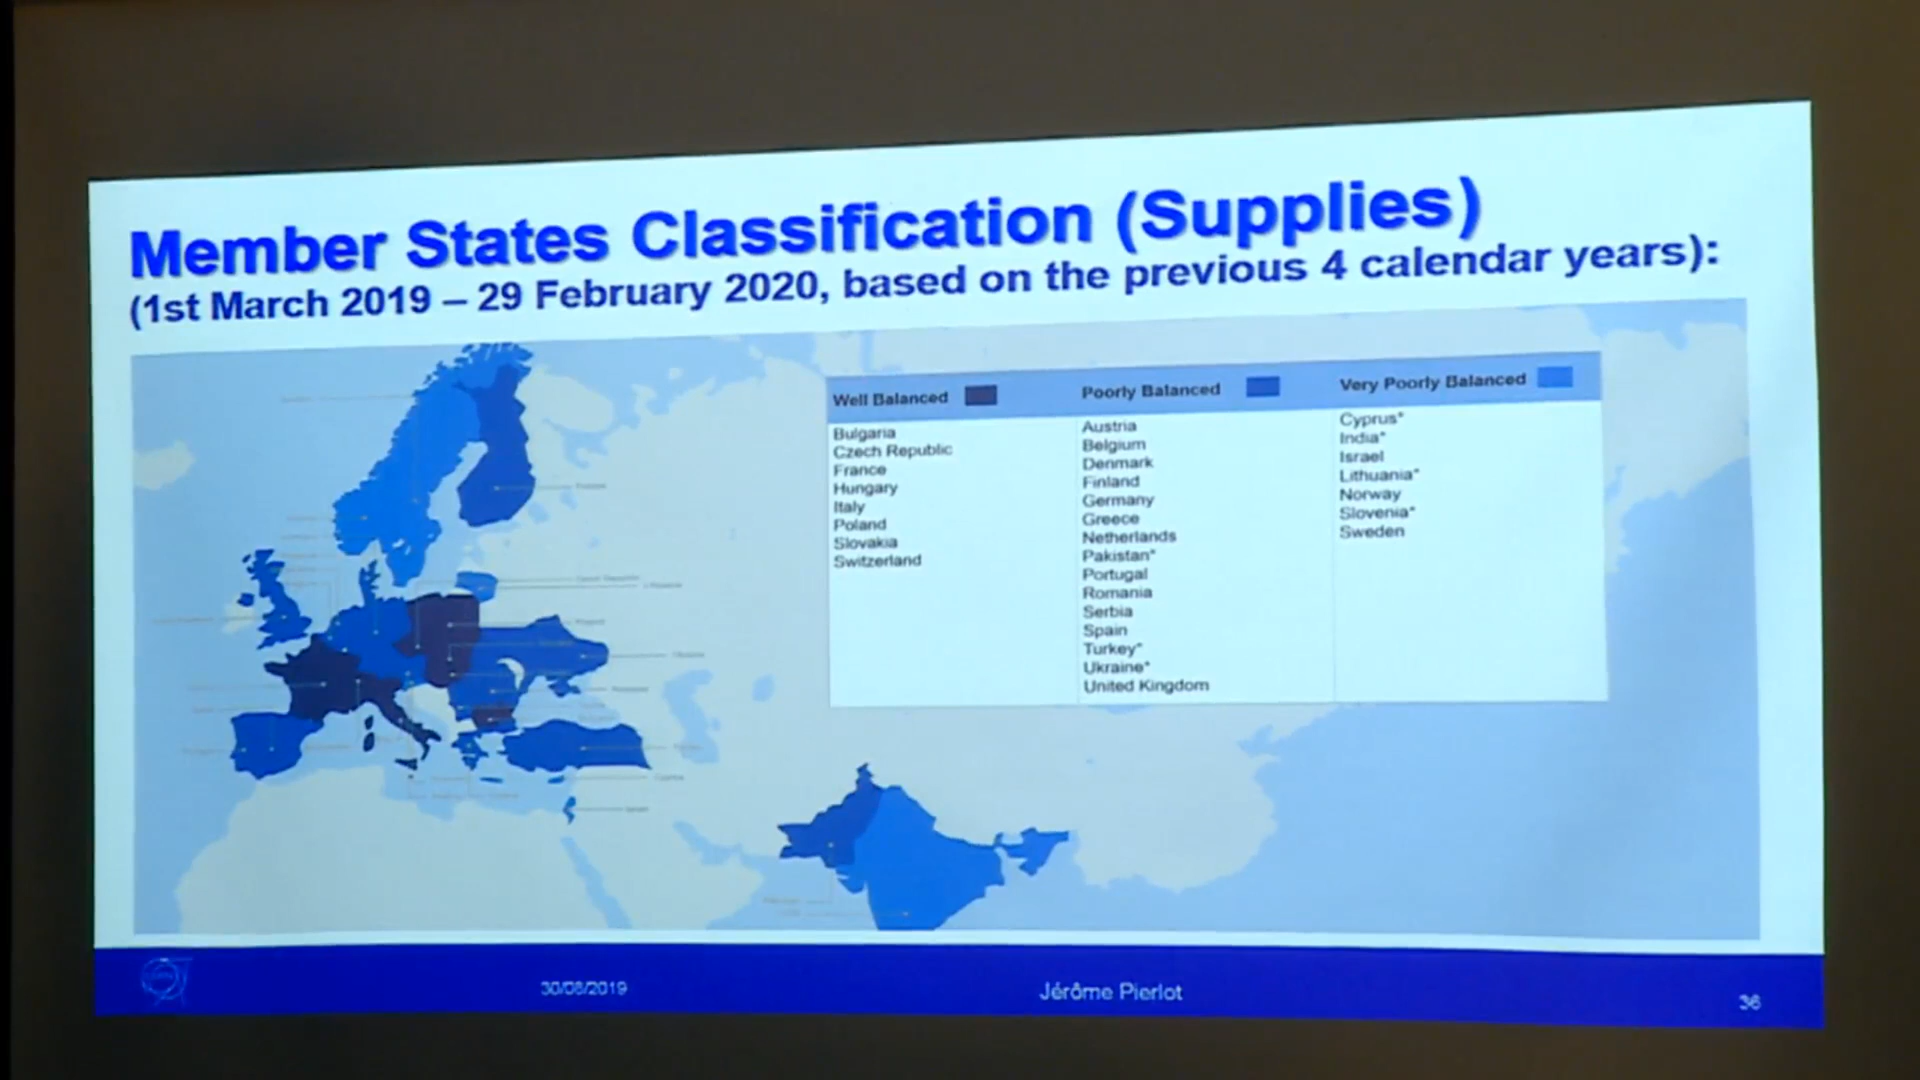 Member States Classification (Supplies)
(1st March 2019 – 29 February 2020, based on the previous 4 calendar years):
Well Balanced
Bulgaria
Czech Republic
France
Hungary
Italy
Poland
Slovakia
Switzerland
Poorly Balanced
Austria
Belgium
Denmark
Finland
Germany
Greece
Netherlands
Pakistan*
Portugal
Romania
Serbia
Spain
Turkey*
Ukraine*
United Kingdom
Very Poorly Balanced
Cyprus*
India*
Israel
Lithuania*
Norway
Slovenia*
Sweden
30/08/2019
Jérôme Pierlot
36